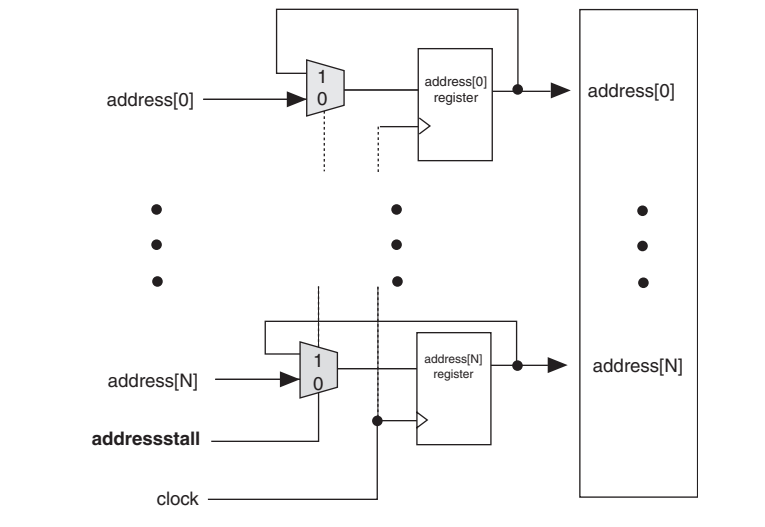 1
0
address[0]
address[0]
register
address[0]
1
0
address[N]
address[N]
register
address[N]
addressstall
clock